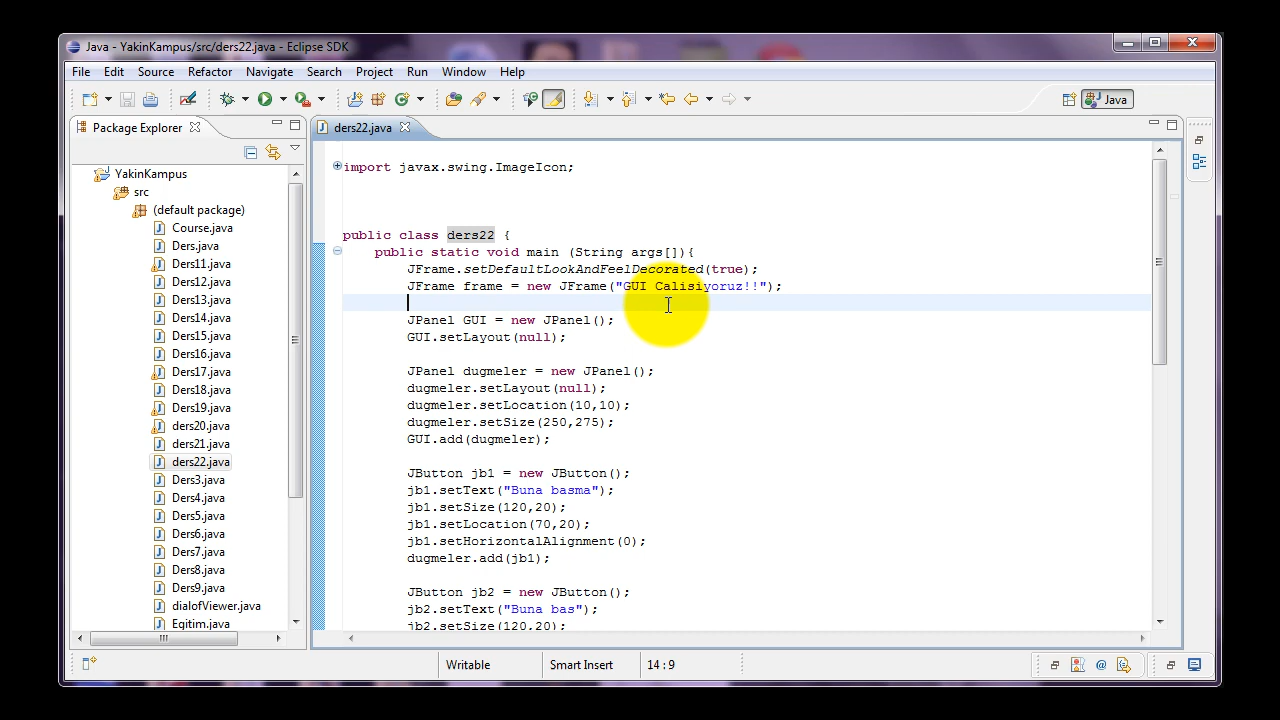 Java - YakinKampus/src/ders22.java - Eclipse SDK
File Edit Source Refactor Navigate Search Project Run Window Help
Java
Package Explorer
YakinKampus
src
(default package)
Course.java
Ders.java
Ders11.java
Ders12.java
Ders13.java
Ders14.java
Ders15.java
Ders16.java
Ders17.java
Ders18.java
Ders19.java
ders20.java
ders21.java
ders22.java
Ders3.java
Ders4.java
Ders5.java
Ders6.java
Ders7.java
Ders8.java
Ders9.java
dialofViewer.java
Egitim.java
ders22.java
import javax.swing.ImageIcon;
public class ders22 {
public static void main (String args[]){
JFrame.setDefaultLookAndFeelDecorated(true);
JFrame frame = new JFrame("GUI Calisiyoruz!!");
JPanel GUI = new JPanel();
GUI.setLayout(null);
JPanel dugmeler = new JPanel();
dugmeler.setLayout(null);
dugmeler.setLocation(10,10);
dugmeler.setSize(250,275);
GUI.add(dugmeler);
JButton jb1 = new JButton();
jb1.setText("Buna basma");
jb1.setSize(120,20);
jb1.setLocation(70,20);
jb1.setHorizontalAlignment(0);
dugmeler.add(jb1);
JButton jb2 = new JButton();
jb2.setText("Buna bas");
jb2.setSize(120,20);
Writable Smart Insert 14 : 9